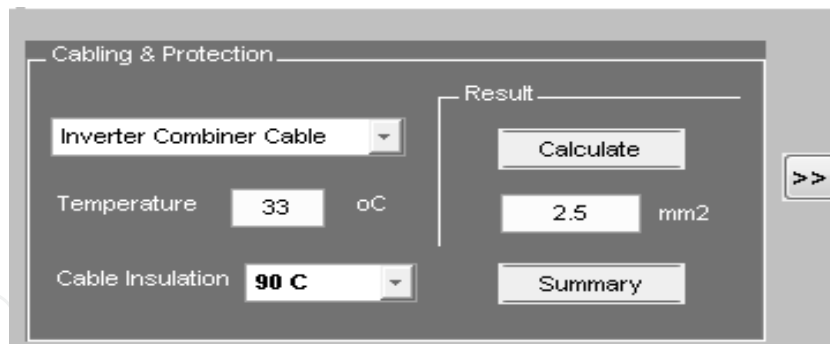 Cabling & Protection
Result
Inverter Combiner Cable
Calculate
>>
Temperature 33 oC
2.5 mm2
Cable Insulation 90 C
Summary